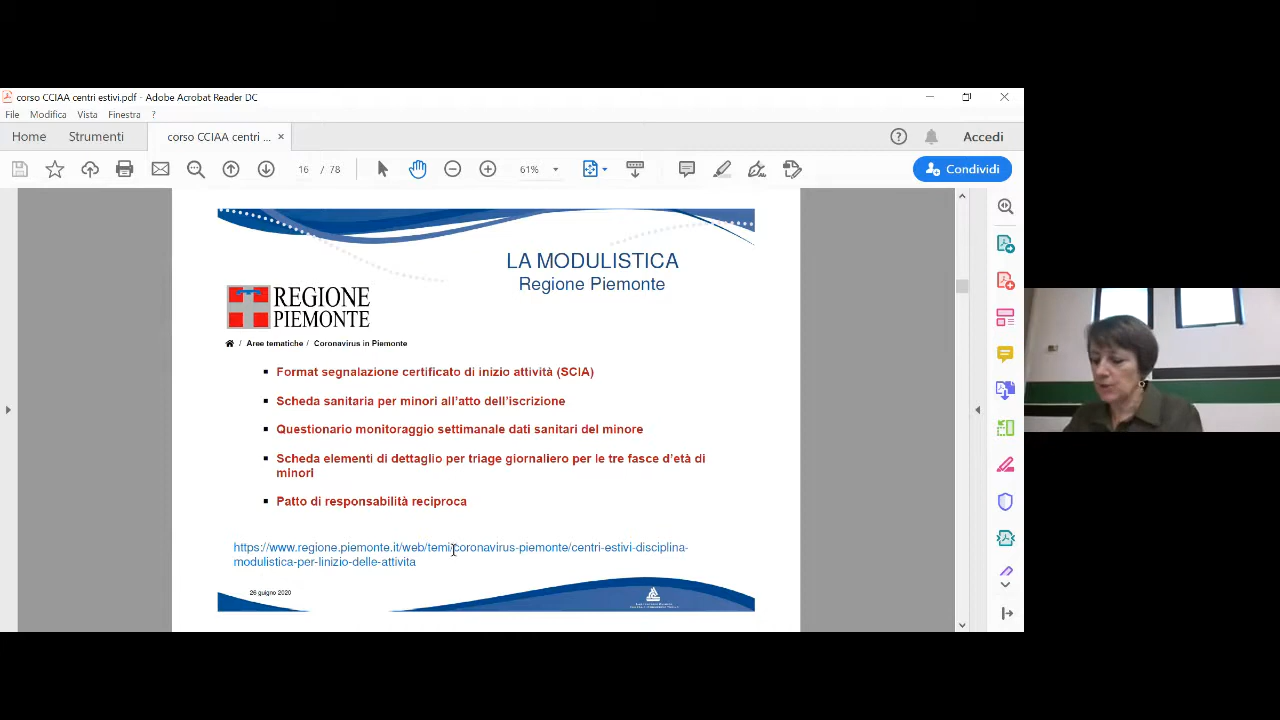 corso CCIAA centri estivi.pdf - Adobe Acrobat Reader DC
File Modifica Vista Finestra ?
Home Strumenti corso CCIAA centri ... × Accedi
16 / 78 61% Condividi
LA MODULISTICA
Regione Piemonte
REGIONE
PIEMONTE
/ Aree tematiche / Coronavirus in Piemonte
▪ Format segnalazione certificato di inizio attività (SCIA)
▪ Scheda sanitaria per minori all'atto dell'iscrizione
▪ Questionario monitoraggio settimanale dati sanitari del minore
▪ Scheda elementi di dettaglio per triage giornaliero per le tre fasce d'età di
minori
▪ Patto di responsabilità reciproca
https://www.regione.piemonte.it/web/temi/coronavirus-piemonte/centri-estivi-disciplina-
modulistica-per-linizio-delle-attivita
26 guigno 2020